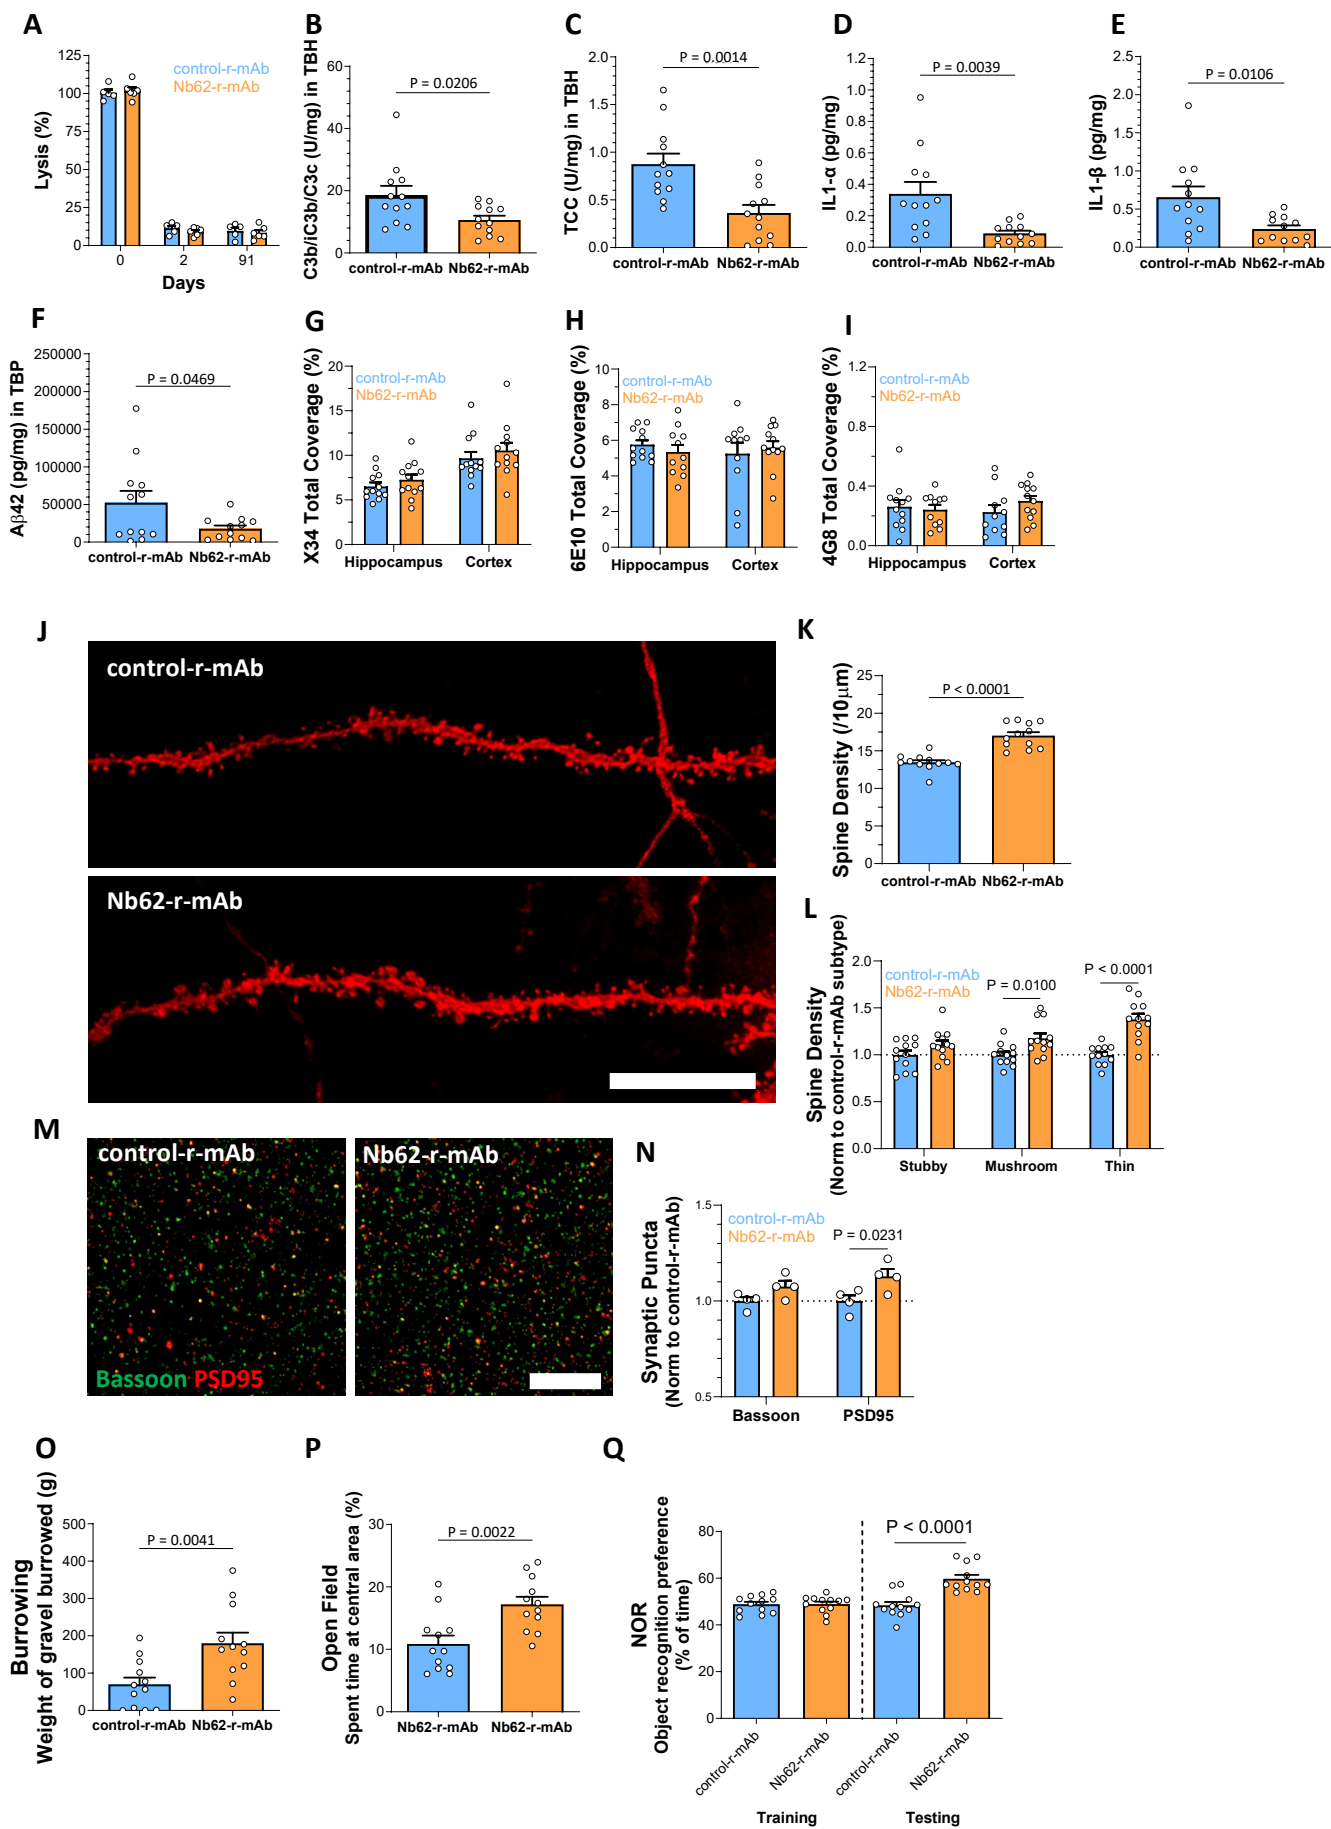 A
Lysis (%)
125
100
75
50
25
0
control-r-mAb
Nb62-r-mAb
0
2
91
Days
B
C3b/iC3b/C3c (U/mg) in TBH
60
40
20
0
P = 0.0206
control-r-mAb
Nb62-r-mAb
C
TCC (U/mg) in TBH
2.0
1.5
1.0
0.5
0.0
P = 0.0014
control-r-mAb
Nb62-r-mAb
D
IL1-α (pg/mg)
1.2
1.0
0.8
0.6
0.4
0.2
0.0
P = 0.0039
control-r-mAb
Nb62-r-mAb
E
IL1-β (pg/mg)
2.5
2.0
1.5
1.0
0.5
0.0
P = 0.0106
control-r-mAb
Nb62-r-mAb
F
Aβ42 (pg/mg) in TBP
250000
200000
150000
100000
50000
0
P = 0.0469
control-r-mAb
Nb62-r-mAb
G
X34 Total Coverage (%)
20
15
10
5
0
control-r-mAb
Nb62-r-mAb
Hippocampus
Cortex
H
6E10 Total Coverage (%)
10
8
6
4
2
0
control-r-mAb
Nb62-r-mAb
Hippocampus
Cortex
I
4G8 Total Coverage (%)
1.2
0.8
0.4
0.0
control-r-mAb
Nb62-r-mAb
Hippocampus
Cortex
J
control-r-mAb
Nb62-r-mAb
K
Spine Density (/10μm)
25
20
15
10
5
0
P < 0.0001
control-r-mAb
Nb62-r-mAb
L
Spine Density
(Norm to control-r-mAb subtype)
2.0
1.5
1.0
0.5
0.0
control-r-mAb
Nb62-r-mAb
P = 0.0100
P < 0.0001
Stubby
Mushroom
Thin
M
control-r-mAb
Bassoon PSD95
Nb62-r-mAb
N
Synaptic Puncta
(Norm to control-r-mAb)
1.5
1.0
0.5
control-r-mAb
Nb62-r-mAb
P = 0.0231
Bassoon
PSD95
O
Burrowing
Weight of gravel burrowed (g)
500
400
300
200
100
0
P = 0.0041
control-r-mAb
Nb62-r-mAb
P
Open Field
Spent time at central area (%)
30
20
10
0
P = 0.0022
Nb62-r-mAb
Nb62-r-mAb
Q
NOR
Object recognition preference
(% of time)
80
60
40
20
0
P < 0.0001
control-r-mAb
Nb62-r-mAb
control-r-mAb
Nb62-r-mAb
Training
Testing